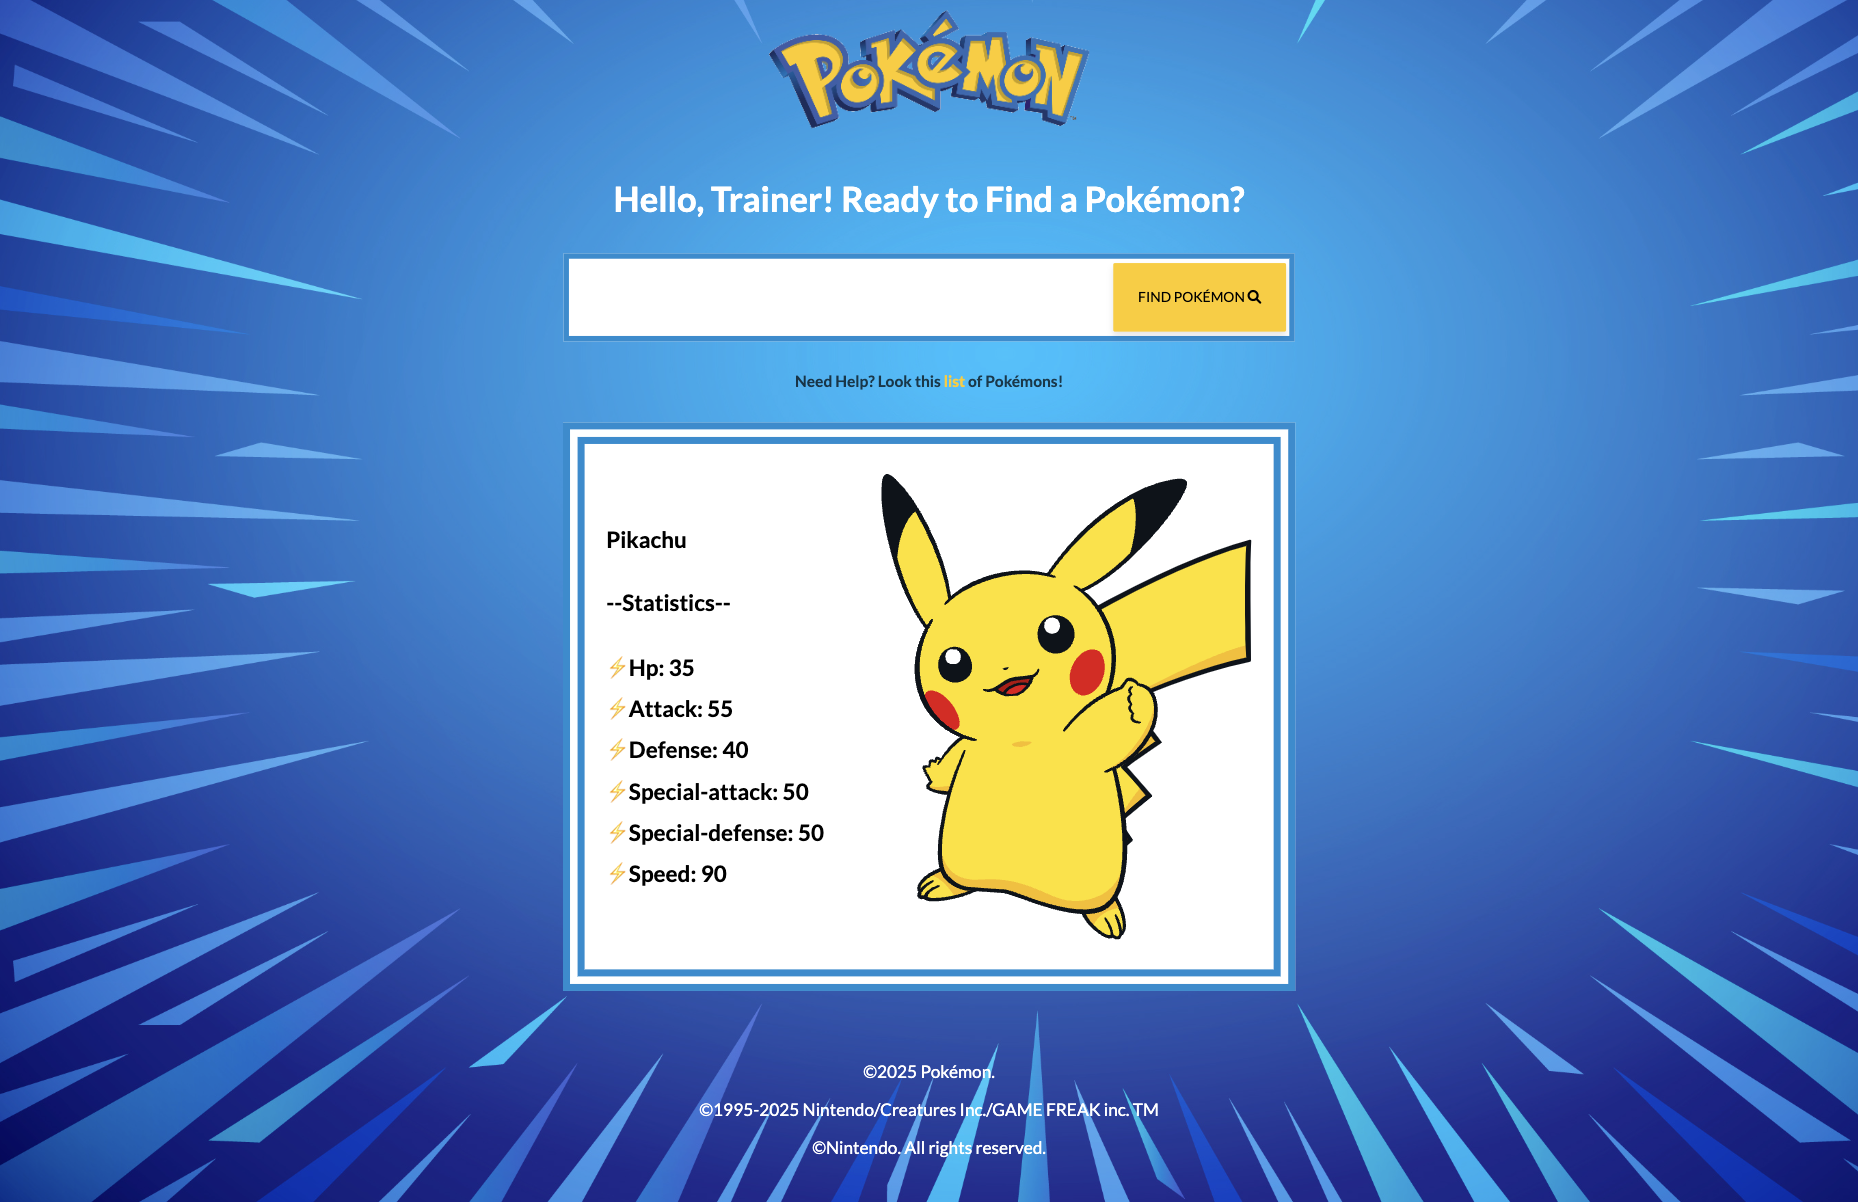 POKéMON
TM
Hello, Trainer! Ready to Find a Pokémon?
FIND POKÉMON
Need Help? Look this list of Pokémons!
Pikachu
--Statistics--
⚡Hp: 35
⚡Attack: 55
⚡Defense: 40
⚡Special-attack: 50
⚡Special-defense: 50
⚡Speed: 90
©2025 Pokémon.
©1995-2025 Nintendo/Creatures Inc./GAME FREAK inc. TM
©Nintendo. All rights reserved.